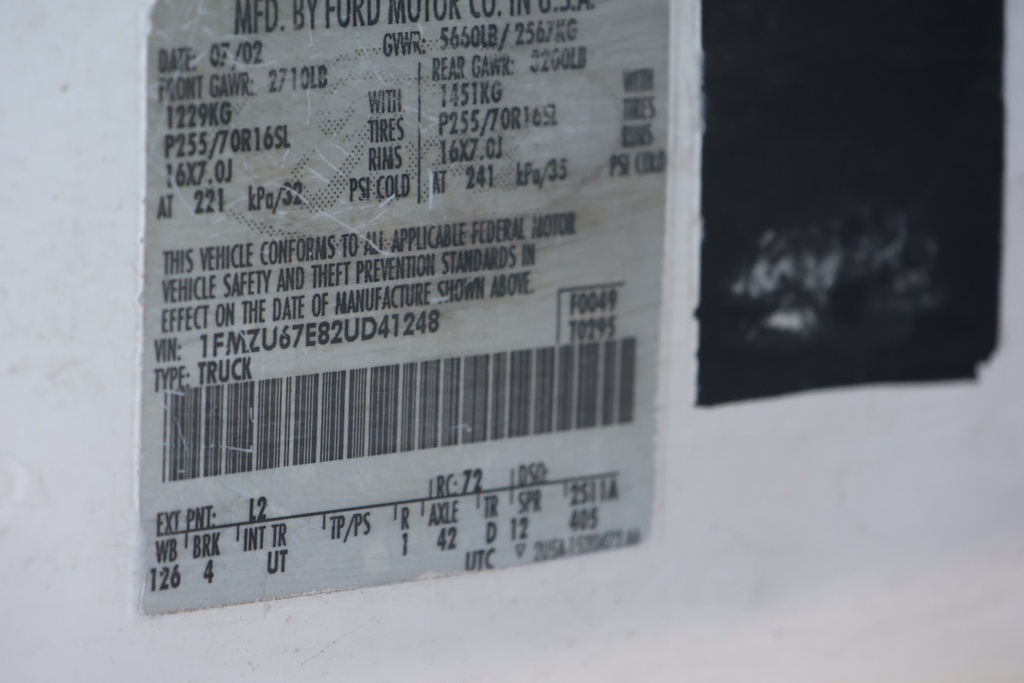 MFD. BY FORD MOTOR CO. IN U.S.A.
DATE: 07/02 GVWR: 5660LB/ 2567KG
FRONT GAWR: 2710LB REAR GAWR: 3200LB
1229KG WITH 1451KG WITH
P255/70R16SL TIRES P255/70R16SL TIRES
16X7.0J RIMS 16X7.0J RIMS
AT 221 kPa/32 PSI COLD AT 241 kPa/35 PSI COLD
THIS VEHICLE CONFORMS TO ALL APPLICABLE FEDERAL MOTOR
VEHICLE SAFETY AND THEFT PREVENTION STANDARDS IN
EFFECT ON THE DATE OF MANUFACTURE SHOWN ABOVE.
VIN: 1FMZU67E82UD41248 F0049
TYPE: TRUCK T0295
EXT PNT: L2 RC: 72 DSO:
WB BRK INT TR TP/PS R AXLE TR SPR 2511A
126 4 UT 1 42 D 12 405
UTC